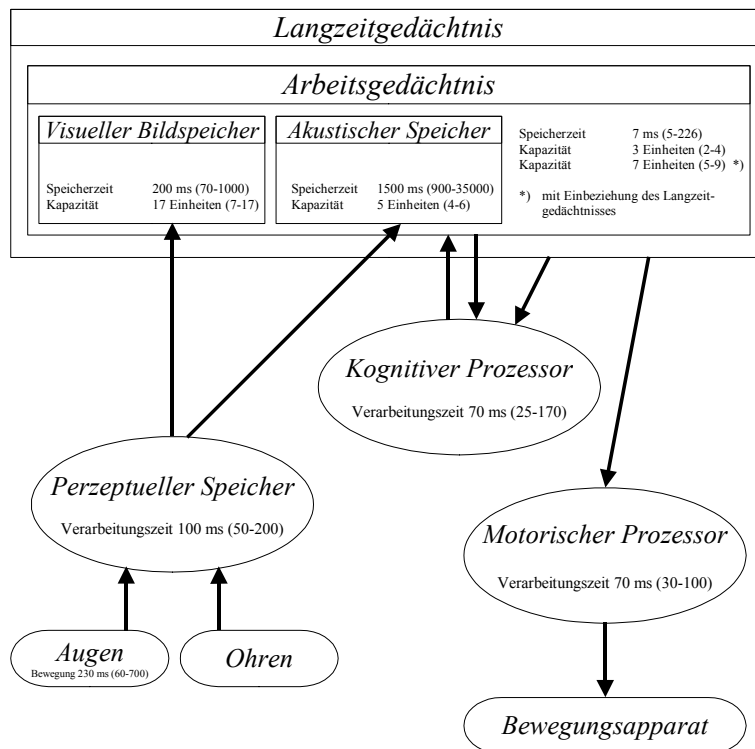 Langzeitgedächtnis
Arbeitsgedächtnis
Visueller Bildspeicher
Speicherzeit 200 ms (70-1000)
Kapazität 17 Einheiten (7-17)
Akustischer Speicher
Speicherzeit 1500 ms (900-35000)
Kapazität 5 Einheiten (4-6)
Speicherzeit 7 ms (5-226)
Kapazität 3 Einheiten (2-4)
Kapazität 7 Einheiten (5-9) *)
*) mit Einbeziehung des Langzeit-
gedächtnisses
Kognitiver Prozessor
Verarbeitungszeit 70 ms (25-170)
Perzeptueller Speicher
Verarbeitungszeit 100 ms (50-200)
Motorischer Prozessor
Verarbeitungszeit 70 ms (30-100)
Augen
Bewegung 230 ms (60-700)
Ohren
Bewegungsapparat